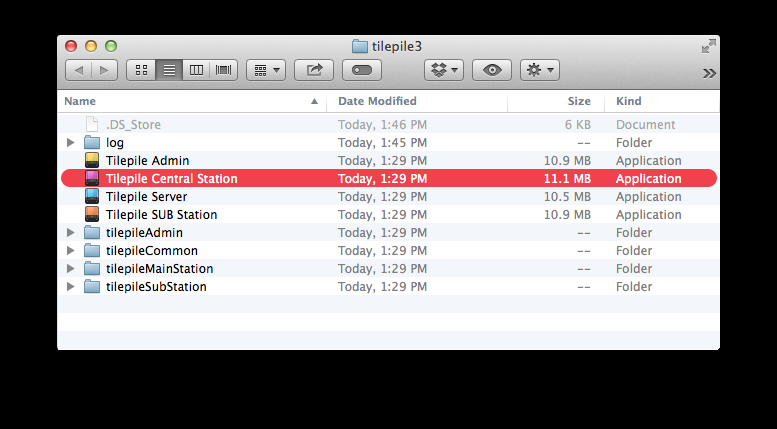 tilepile3
Name Date Modified Size Kind
.DS_Store Today, 1:46 PM 6 KB Document
log Today, 1:45 PM -- Folder
Tilepile Admin Today, 1:29 PM 10.9 MB Application
Tilepile Central Station Today, 1:29 PM 11.1 MB Application
Tilepile Server Today, 1:29 PM 10.5 MB Application
Tilepile SUB Station Today, 1:29 PM 10.9 MB Application
tilepileAdmin Today, 1:29 PM -- Folder
tilepileCommon Today, 1:29 PM -- Folder
tilepileMainStation Today, 1:29 PM -- Folder
tilepileSubStation Today, 1:29 PM -- Folder